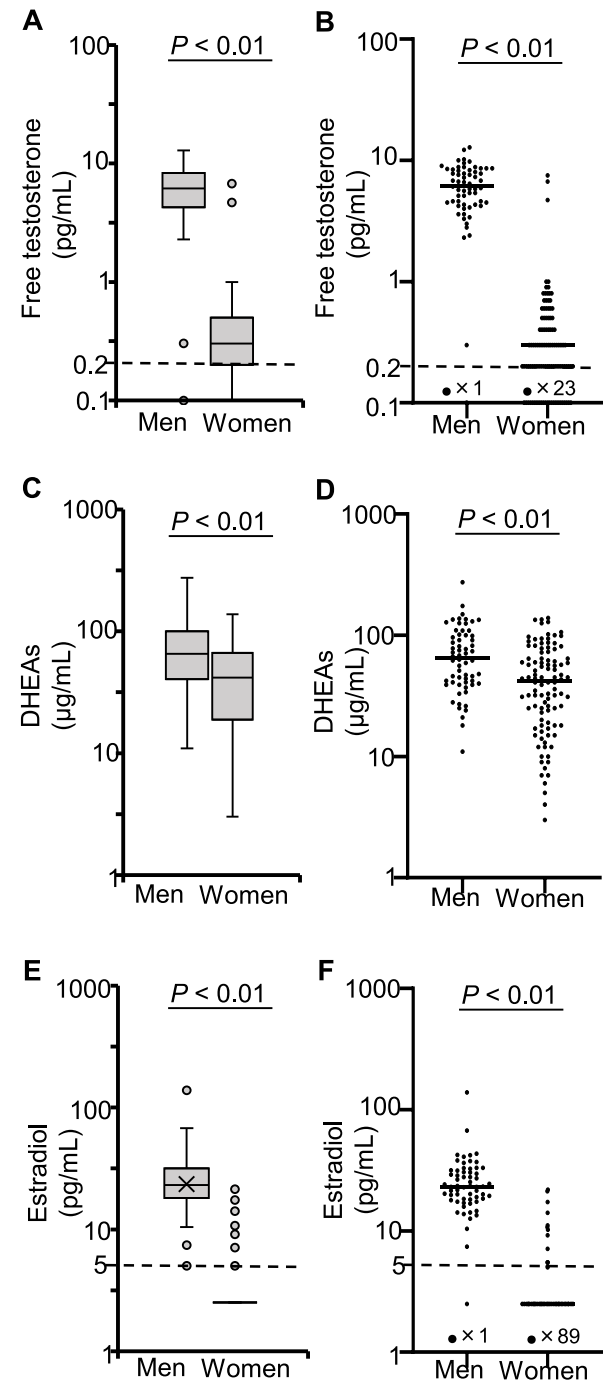 A
P < 0.01
Free testosterone
(pg/mL)
100
10
1
0.2
0.1
Men Women
B
P < 0.01
Free testosterone
(pg/mL)
100
10
1
0.2
0.1
● × 1 ● × 23
Men Women
C
P < 0.01
DHEAs
(μg/mL)
1000
100
10
1
Men Women
D
P < 0.01
DHEAs
(μg/mL)
1000
100
10
1
Men Women
E
P < 0.01
Estradiol
(pg/mL)
1000
100
10
5
1
Men Women
F
P < 0.01
Estradiol
(pg/mL)
1000
100
10
5
1
● × 1 ● × 89
Men Women